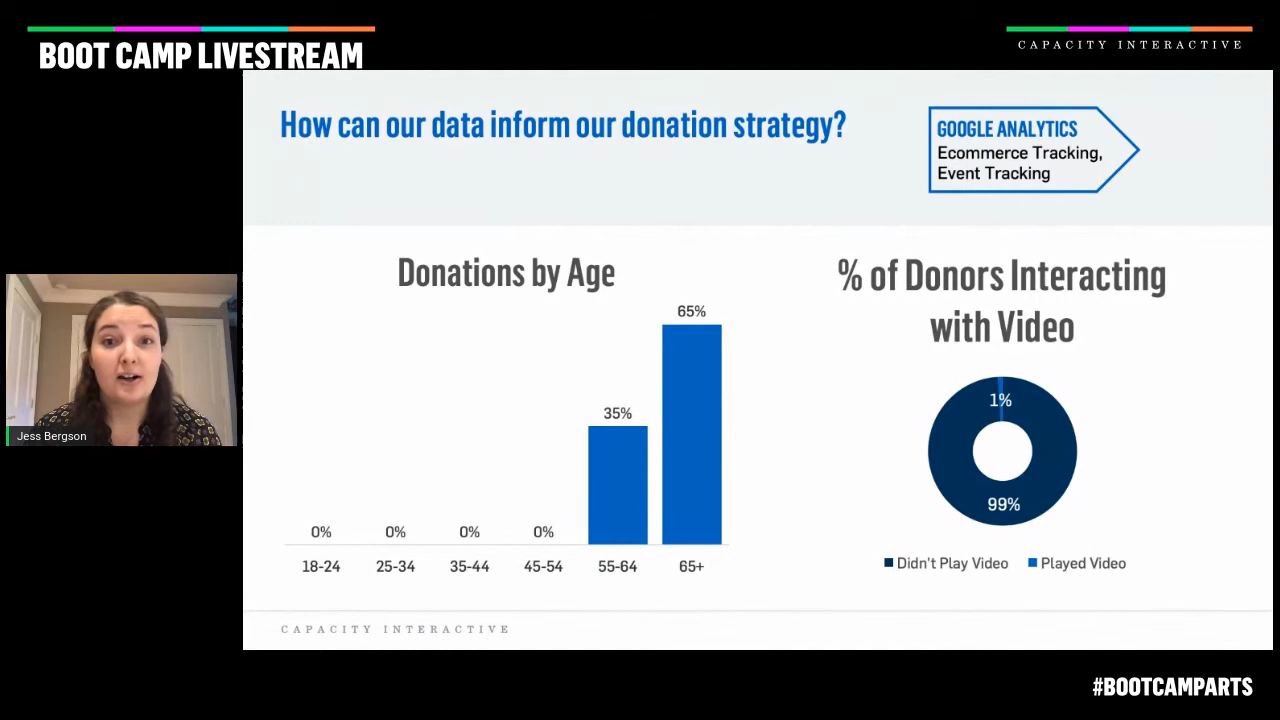 BOOT CAMP LIVESTREAM
CAPACITY INTERACTIVE
How can our data inform our donation strategy?
GOOGLE ANALYTICS
Ecommerce Tracking,
Event Tracking
Donations by Age
65%
35%
0% 0% 0% 0%
18-24 25-34 35-44 45-54 55-64 65+
% of Donors Interacting
with Video
1%
99%
Didn't Play Video Played Video
CAPACITY INTERACTIVE
Jess Bergson
#BOOTCAMPARTS